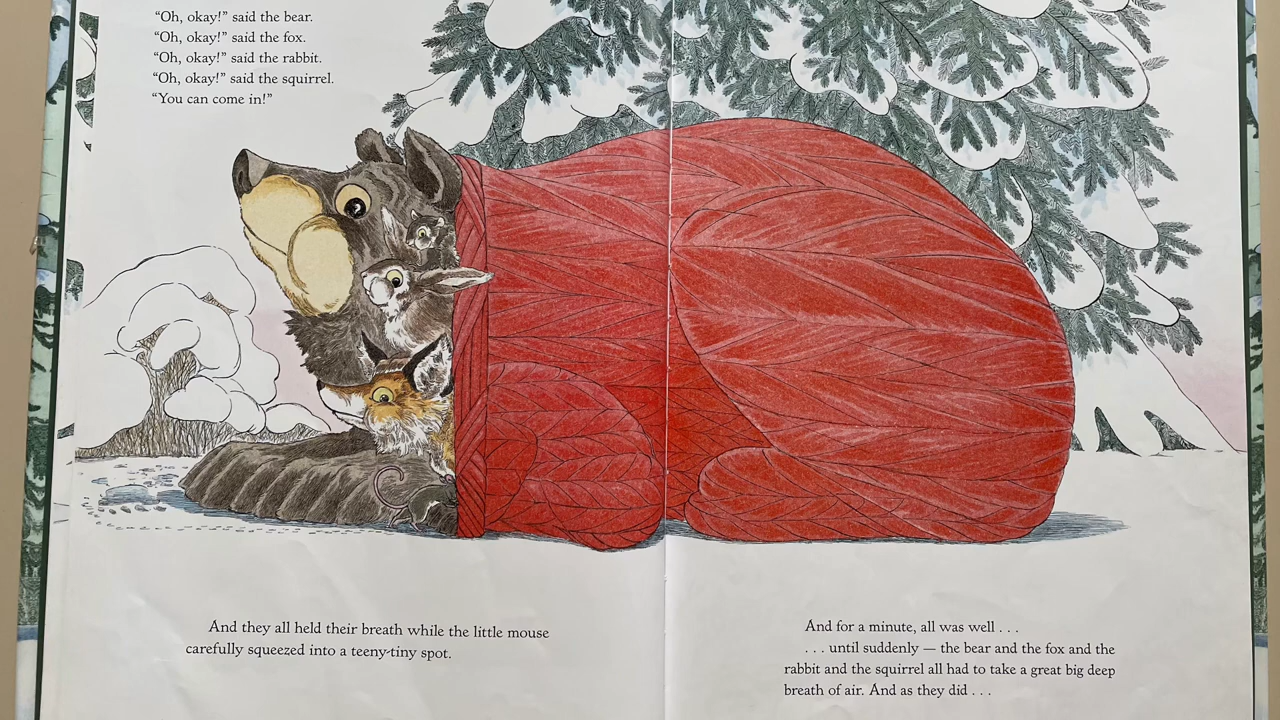 “Oh, okay!” said the bear.
“Oh, okay!” said the fox.
“Oh, okay!” said the rabbit.
“Oh, okay!” said the squirrel.
“You can come in!”
And they all held their breath while the little mouse
carefully squeezed into a teeny-tiny spot.
And for a minute, all was well . . .
. . . until suddenly — the bear and the fox and the
rabbit and the squirrel all had to take a great big deep
breath of air. And as they did . . .